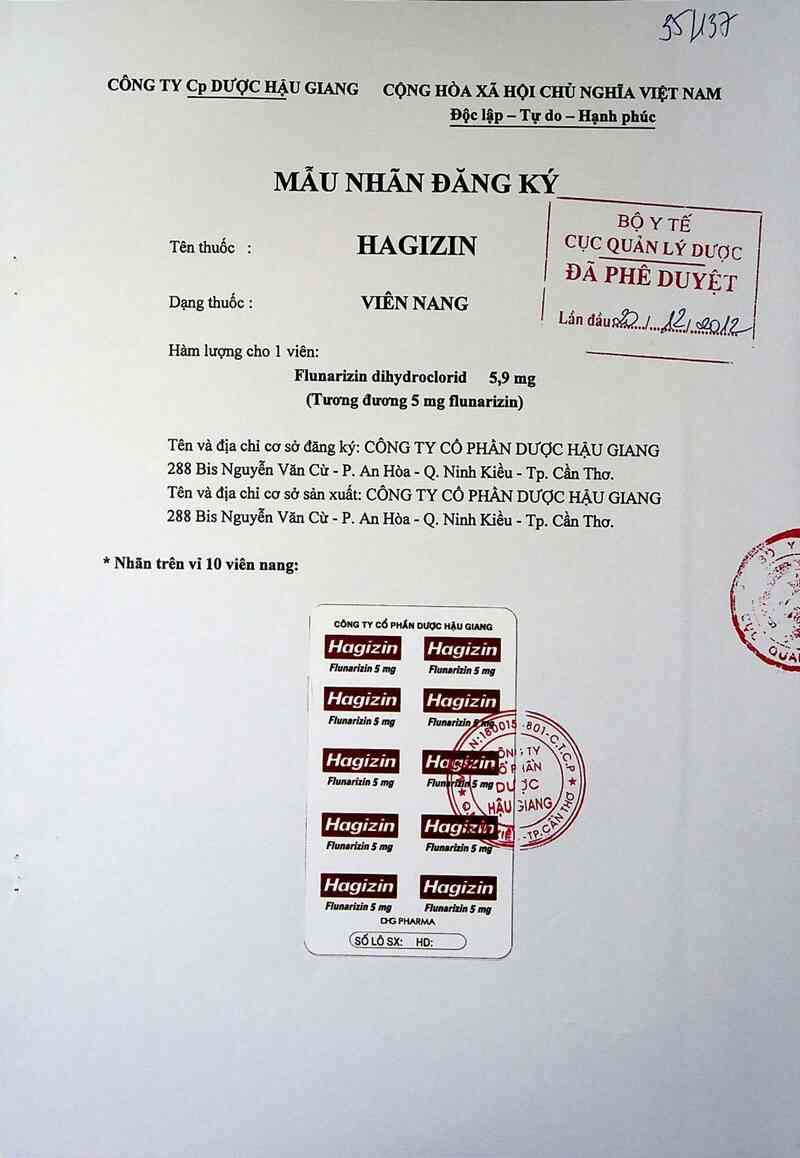 35/137
CÔNG TY Cp DƯỢC HẬU GIANG
CỘNG HÒA XÃ HỘI CHỦ NGHĨA VIỆT NAM
Độc lập – Tự do – Hạnh phúc
MẪU NHÃN ĐĂNG KÝ
BỘ Y TẾ
CỤC QUẢN LÝ DƯỢC
ĐÃ PHÊ DUYỆT
Lần đầu: 20/12/2012
Tên thuốc : HAGIZIN
Dạng thuốc : VIÊN NANG
Hàm lượng cho 1 viên:
Flunarizin dihydroclorid 5,9 mg
(Tương đương 5 mg flunarizin)
Tên và địa chỉ cơ sở đăng ký: CÔNG TY CỔ PHẦN DƯỢC HẬU GIANG
288 Bis Nguyễn Văn Cừ - P. An Hòa - Q. Ninh Kiều - Tp. Cần Thơ.
Tên và địa chỉ cơ sở sản xuất: CÔNG TY CỔ PHẦN DƯỢC HẬU GIANG
288 Bis Nguyễn Văn Cừ - P. An Hòa - Q. Ninh Kiều - Tp. Cần Thơ.
* Nhãn trên vỉ 10 viên nang:
CÔNG TY CỔ PHẦN DƯỢC HẬU GIANG
Hagizin Hagizin
Flunarizin 5 mg Flunarizin 5 mg
Hagizin Hagizin
Flunarizin 5 mg Flunarizin 5 mg
Hagizin Hagizin
Flunarizin 5 mg Flunarizin 5 mg
Hagizin Hagizin
Flunarizin 5 mg Flunarizin 5 mg
Hagizin Hagizin
Flunarizin 5 mg Flunarizin 5 mg
DHG PHARMA
SỐ LÔ SX: HD:
CÔNG TY
CỔ PHẦN
DƯỢC
HẬU GIANG
-TP.CẦN THƠ